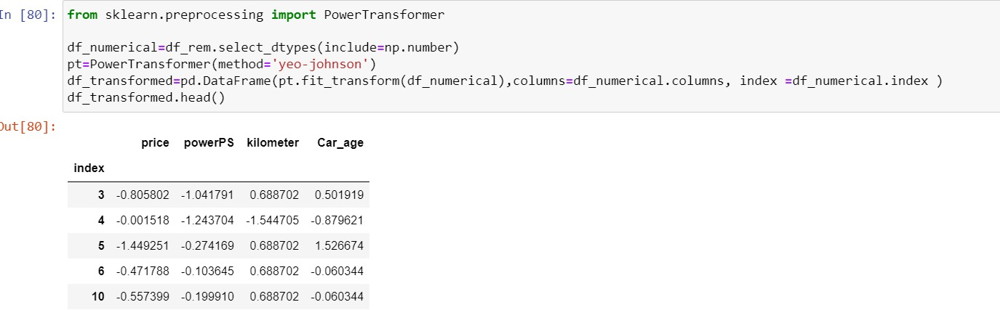 In [80]: from sklearn.preprocessing import PowerTransformer
df_numerical=df_rem.select_dtypes(include=np.number)
pt=PowerTransformer(method='yeo-johnson')
df_transformed=pd.DataFrame(pt.fit_transform(df_numerical),columns=df_numerical.columns, index =df_numerical.index )
df_transformed.head()
Out[80]:
price powerPS kilometer Car_age
index
3 -0.805802 -1.041791 0.688702 0.501919
4 -0.001518 -1.243704 -1.544705 -0.879621
5 -1.449251 -0.274169 0.688702 1.526674
6 -0.471788 -0.103645 0.688702 -0.060344
10 -0.557399 -0.199910 0.688702 -0.060344